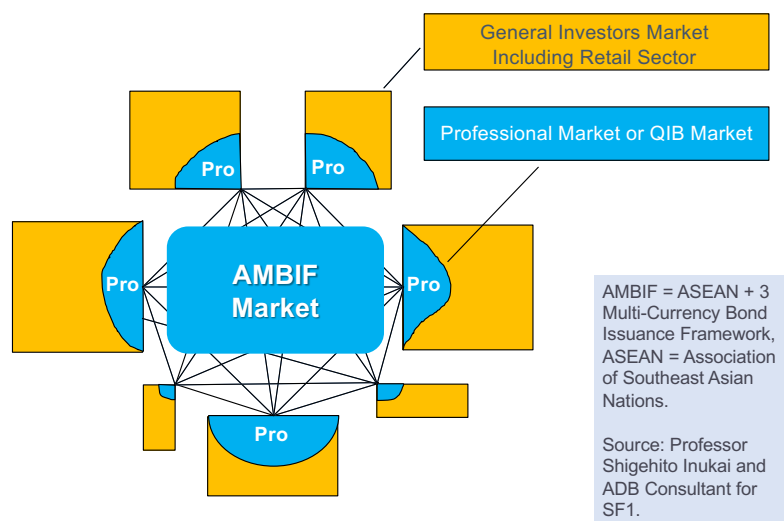 General Investors Market
Including Retail Sector
Professional Market or QIB Market
Pro
Pro
Pro
AMBIF
Market
Pro
Pro
AMBIF = ASEAN + 3
Multi-Currency Bond
Issuance Framework,
ASEAN = Association
of Southeast Asian
Nations.
Source: Professor
Shigehito Inukai and
ADB Consultant for
SF1.